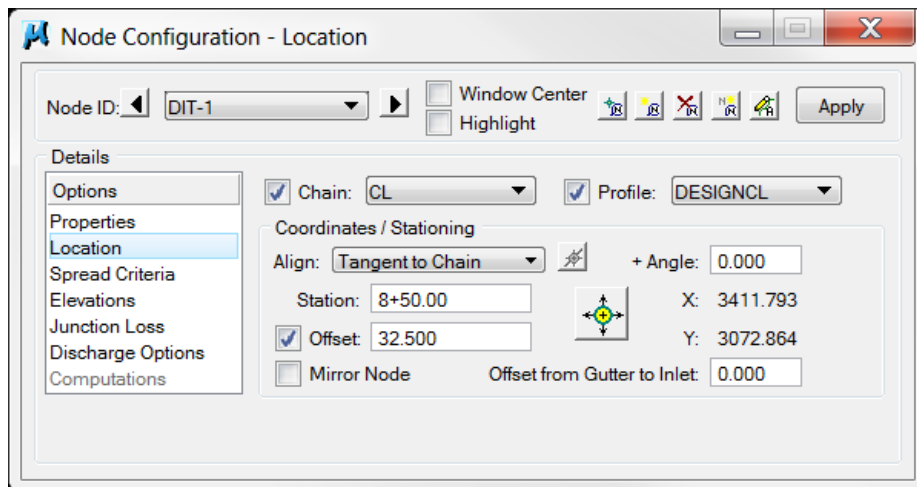 Node Configuration - Location
Node ID: DIT-1 Window Center Apply
Highlight
Details
Options Chain: CL Profile: DESIGNCL
Properties Coordinates / Stationing
Location Align: Tangent to Chain + Angle: 0.000
Spread Criteria
Elevations Station: 8+50.00 X: 3411.793
Junction Loss Offset: 32.500 Y: 3072.864
Discharge Options
Computations Mirror Node Offset from Gutter to Inlet: 0.000